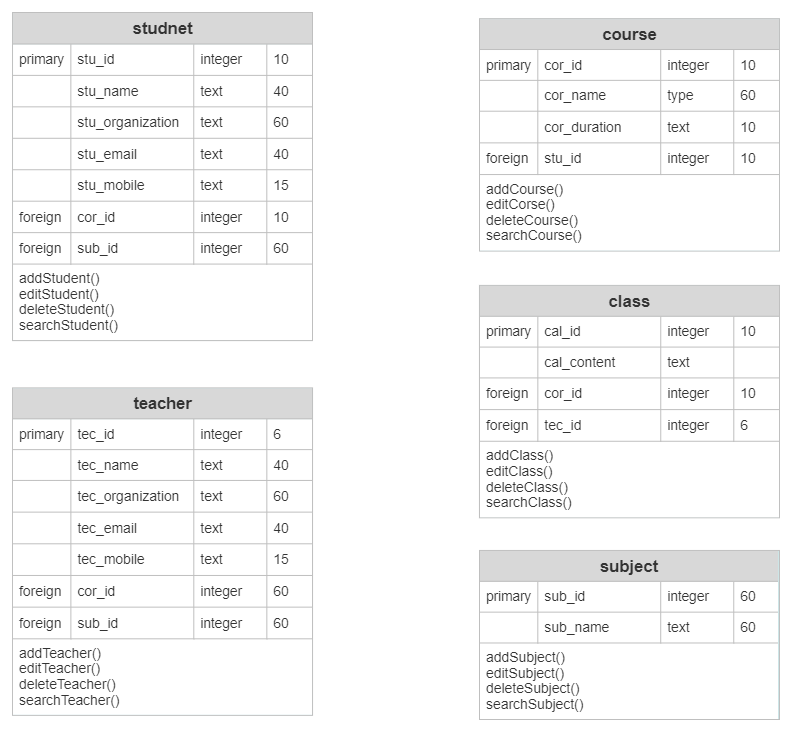 studnet
primary stu_id integer 10
stu_name text 40
stu_organization text 60
stu_email text 40
stu_mobile text 15
foreign cor_id integer 10
foreign sub_id integer 60
addStudent()
editStudent()
deleteStudent()
searchStudent()
teacher
primary tec_id integer 6
tec_name text 40
tec_organization text 60
tec_email text 40
tec_mobile text 15
foreign cor_id integer 60
foreign sub_id integer 60
addTeacher()
editTeacher()
deleteTeacher()
searchTeacher()
course
primary cor_id integer 10
cor_name type 60
cor_duration text 10
foreign stu_id integer 10
addCourse()
editCorse()
deleteCourse()
searchCourse()
class
primary cal_id integer 10
cal_content text
foreign cor_id integer 10
foreign tec_id integer 6
addClass()
editClass()
deleteClass()
searchClass()
subject
primary sub_id integer 60
sub_name text 60
addSubject()
editSubject()
deleteSubject()
searchSubject()